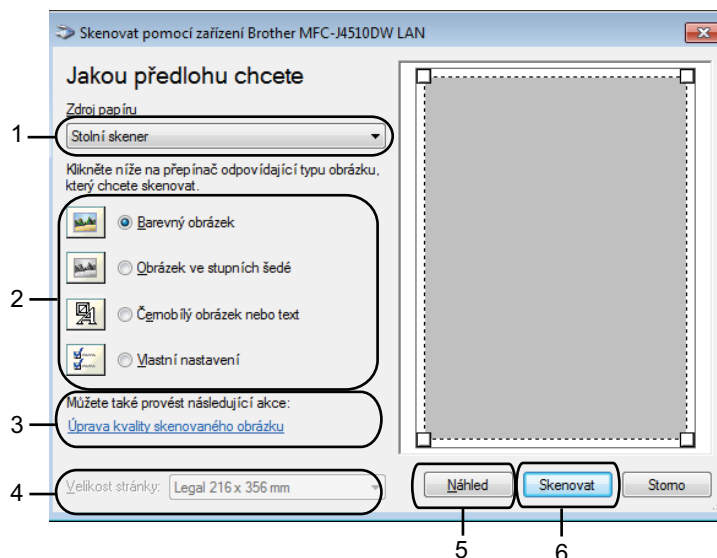 Skenovat pomocí zařízení Brother MFC-J4510DW LAN
Jakou předlohu chcete
Zdroj papíru
1
Stolní skener
Klikněte níže na přepínač odpovídající typu obrázku,
který chcete skenovat.
Barevný obrázek
Obrázek ve stupních šedé
2
Černobílý obrázek nebo text
Vlastní nastavení
Můžete také provést následující akce:
3
Úprava kvality skenovaného obrázku
4
Velikost stránky: Legal 216 x 356 mm
Náhled Skenovat Storno
5 6